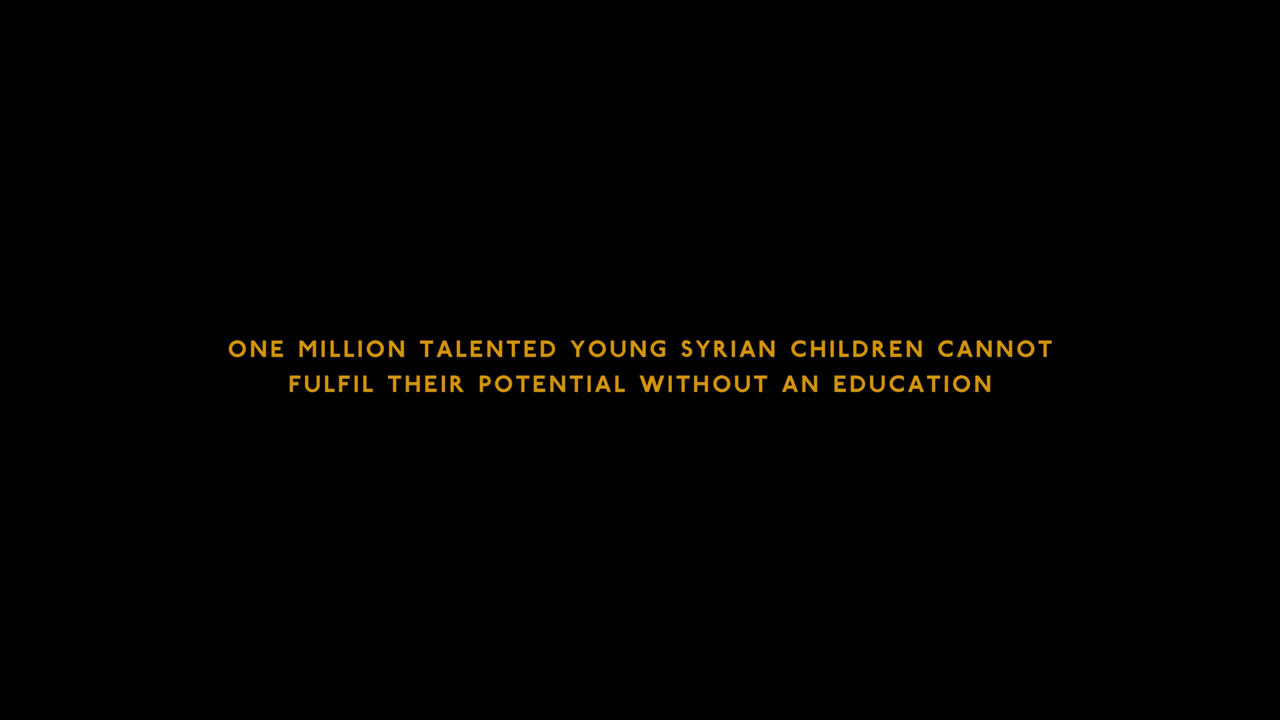 ONE MILLION TALENTED YOUNG SYRIAN CHILDREN CANNOT
FULFIL THEIR POTENTIAL WITHOUT AN EDUCATION